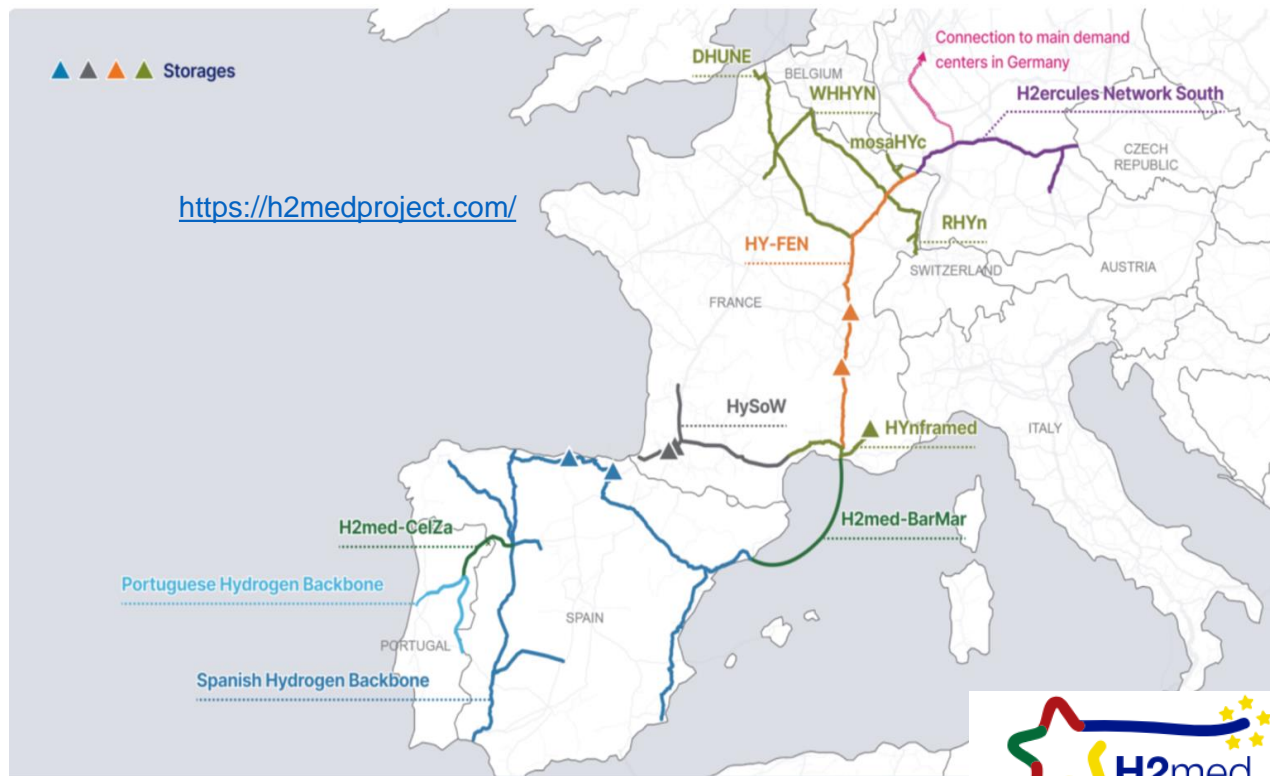 Storages
https://h2medproject.com/
DHUNE
BELGIUM
WHHYN
mosaHYc
Connection to main demand
centers in Germany
H2ercules Network South
CZECH
REPUBLIC
RHYn
HY-FEN
SWITZERLAND
AUSTRIA
FRANCE
HySoW
HYnframed
ITALY
H2med-CelZa
H2med-BarMar
Portuguese Hydrogen Backbone
SPAIN
PORTUGAL
Spanish Hydrogen Backbone
H2med